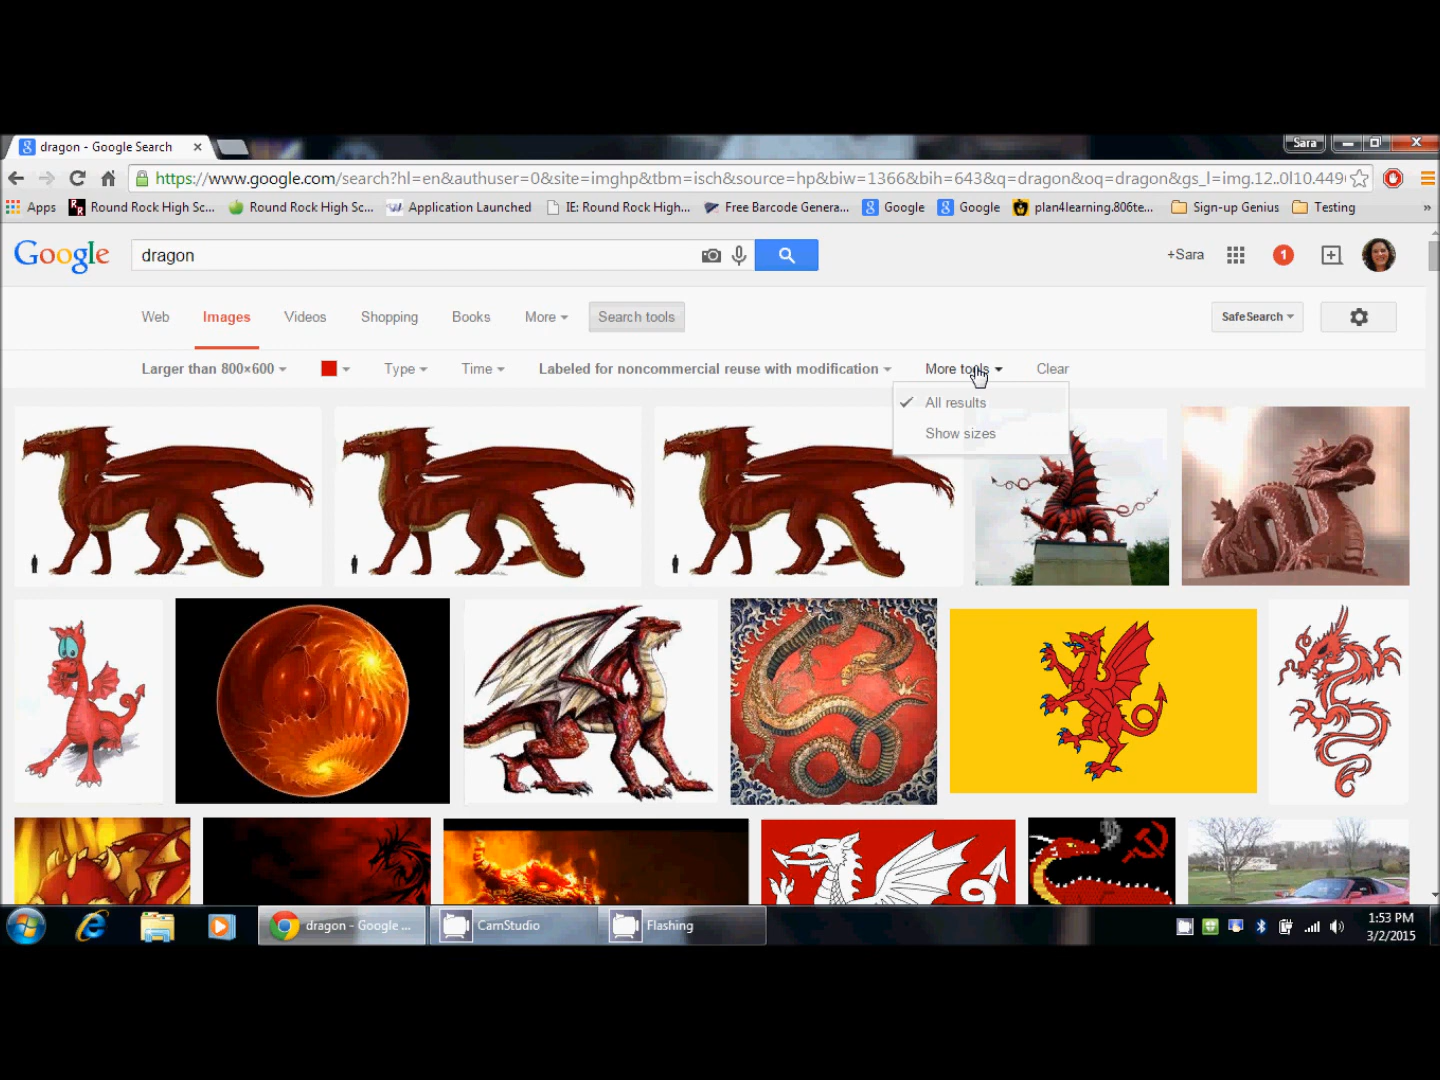 dragon - Google Search
Sara
https://www.google.com/search?hl=en&authuser=0&site=imghp&tbm=isch&source=hp&biw=1366&bih=643&q=dragon&oq=dragon&gs_l=img.12..0l10.449
Apps
Round Rock High Sc...
Round Rock High Sc...
Application Launched
IE: Round Rock High...
Free Barcode Genera...
Google
Google
plan4learning.806te...
Sign-up Genius
Testing
»
Google
dragon
+Sara
1
Web
Images
Videos
Shopping
Books
More
Search tools
SafeSearch
Larger than 800×600
Type
Time
Labeled for noncommercial reuse with modification
More tools
Clear
All results
Show sizes
dragon - Google ...
CamStudio
Flashing
1:53 PM
3/2/2015